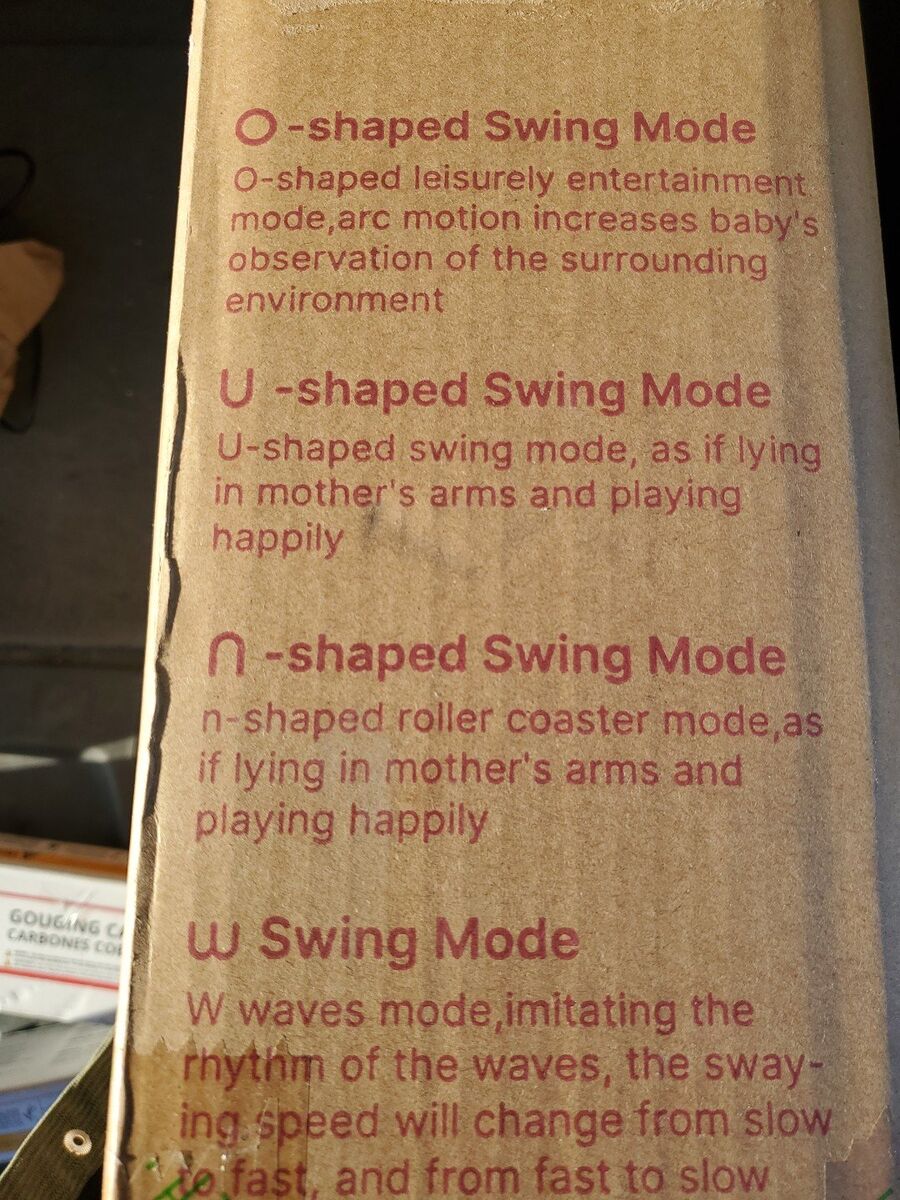 O -shaped Swing Mode
O-shaped leisurely entertainment
mode,arc motion increases baby's
observation of the surrounding
environment
U -shaped Swing Mode
U-shaped swing mode, as if lying
in mother's arms and playing
happily
n -shaped Swing Mode
n-shaped roller coaster mode,as
if lying in mother's arms and
playing happily
W Swing Mode
W waves mode,imitating the
rhythm of the waves, the sway-
ing speed will change from slow
to fast, and from fast to slow
GOUGING
CARBONES